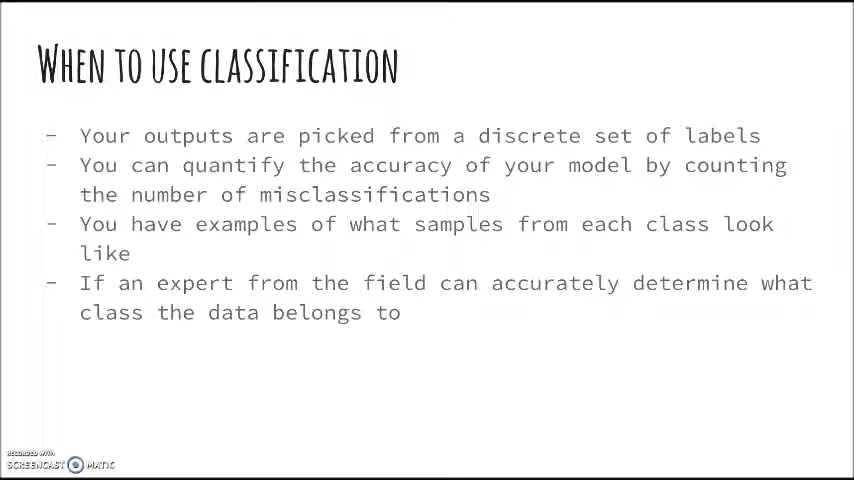 WHEN TO USE CLASSIFICATION
- Your outputs are picked from a discrete set of labels
- You can quantify the accuracy of your model by counting
the number of misclassifications
- You have examples of what samples from each class look
like
- If an expert from the field can accurately determine what
class the data belongs to
RECORDED WITH
SCREENCAST MATIC